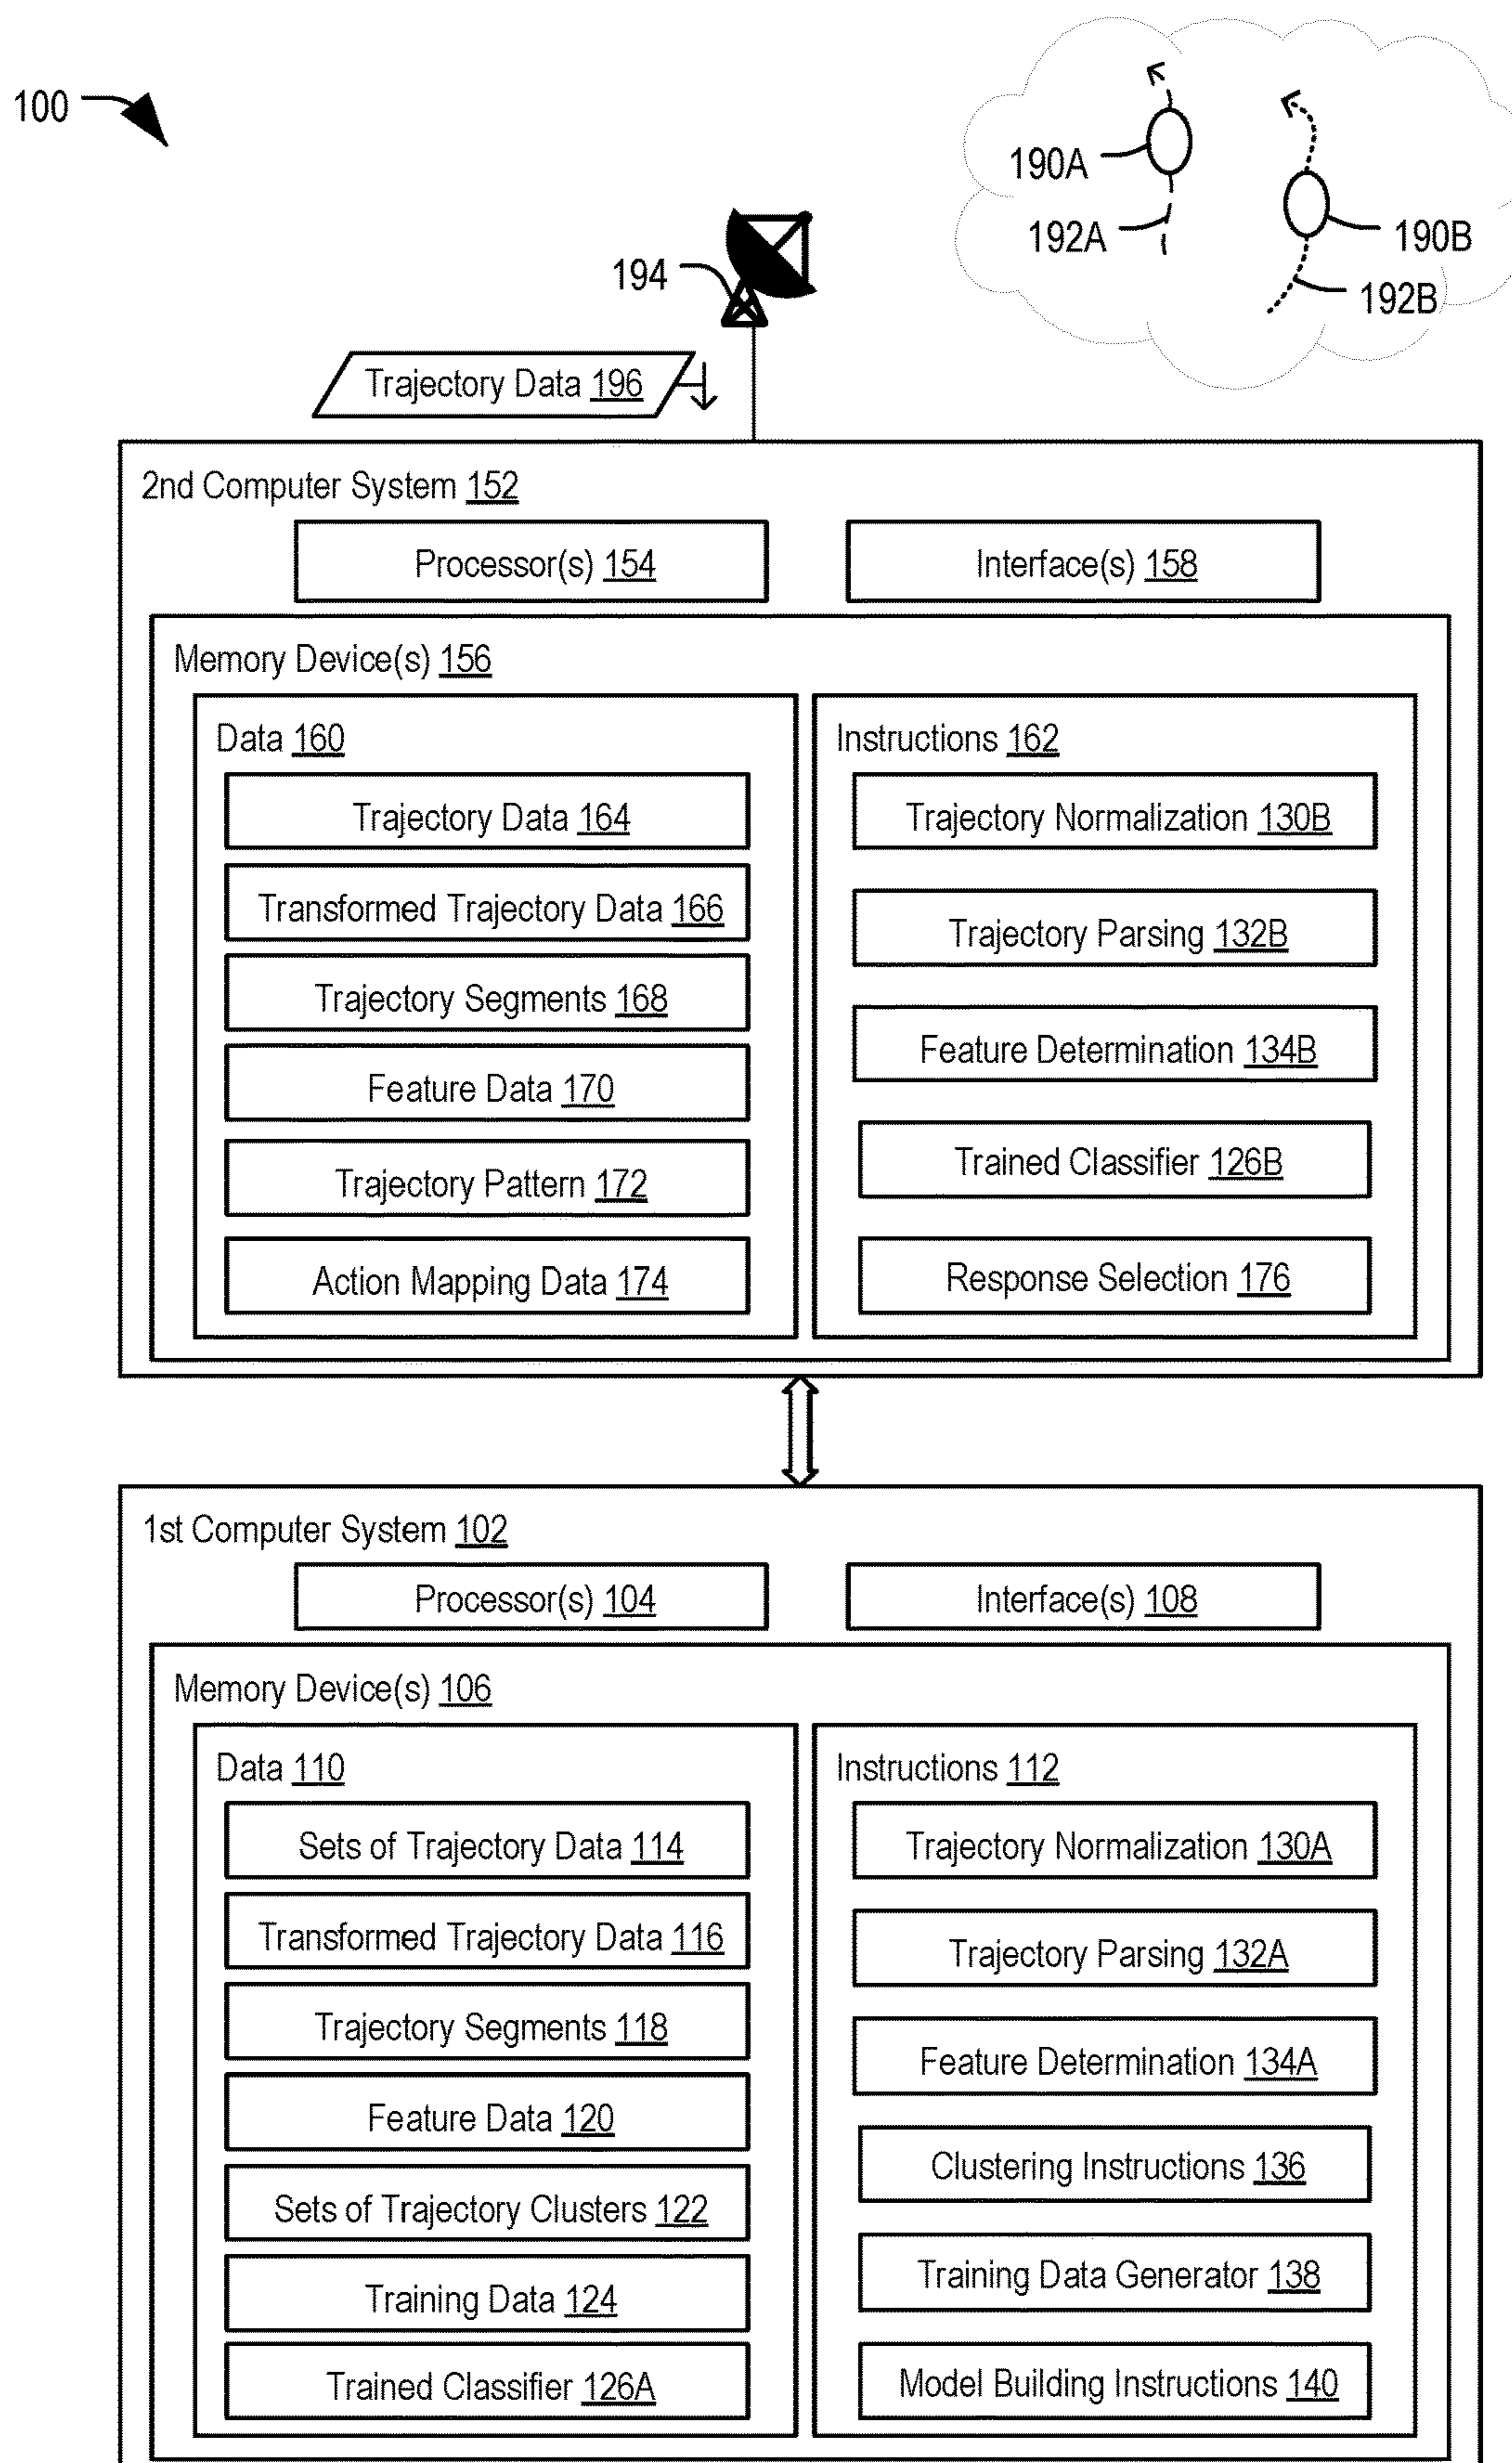 100
190A
192A
190B
192B
194
Trajectory Data 196
2nd Computer System 152
Processor(s) 154
Interface(s) 158
Memory Device(s) 156
Data 160
Trajectory Data 164
Transformed Trajectory Data 166
Trajectory Segments 168
Feature Data 170
Trajectory Pattern 172
Action Mapping Data 174
Instructions 162
Trajectory Normalization 130B
Trajectory Parsing 132B
Feature Determination 134B
Trained Classifier 126B
Response Selection 176
1st Computer System 102
Processor(s) 104
Interface(s) 108
Memory Device(s) 106
Data 110
Sets of Trajectory Data 114
Transformed Trajectory Data 116
Trajectory Segments 118
Feature Data 120
Sets of Trajectory Clusters 122
Training Data 124
Trained Classifier 126A
Instructions 112
Trajectory Normalization 130A
Trajectory Parsing 132A
Feature Determination 134A
Clustering Instructions 136
Training Data Generator 138
Model Building Instructions 140